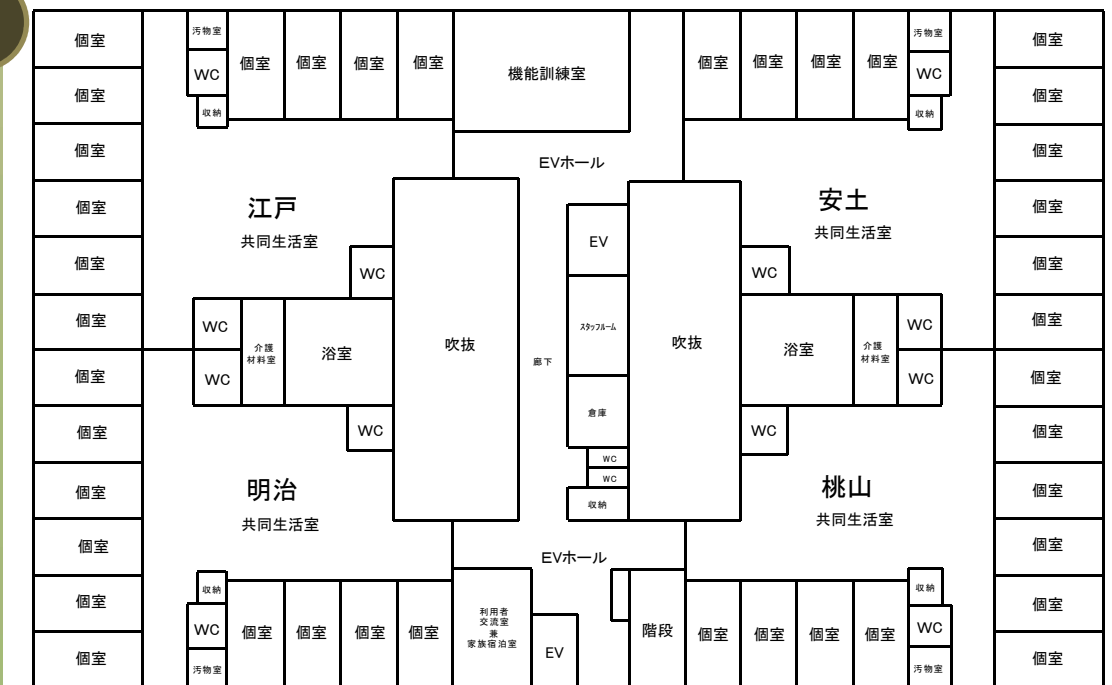 個室
汚物室
個室
個室
個室
個室
機能訓練室
個室
個室
個室
個室
汚物室
個室
WC
WC
個室
収納
収納
個室
個室
EVホール
個室
個室
江戸
共同生活室
安土
共同生活室
個室
個室
EV
個室
WC
WC
個室
個室
WC
介護
材料室
浴室
吹抜
廊下
スタッフルーム
吹抜
浴室
介護
材料室
WC
個室
個室
WC
WC
個室
個室
WC
倉庫
WC
個室
WC
WC
収納
個室
明治
共同生活室
桃山
共同生活室
個室
個室
EVホール
個室
個室
収納
利用者
交流室
兼
家族宿泊室
収納
個室
WC
個室
個室
個室
個室
EV
階段
個室
個室
個室
個室
WC
個室
汚物室
汚物室
個室